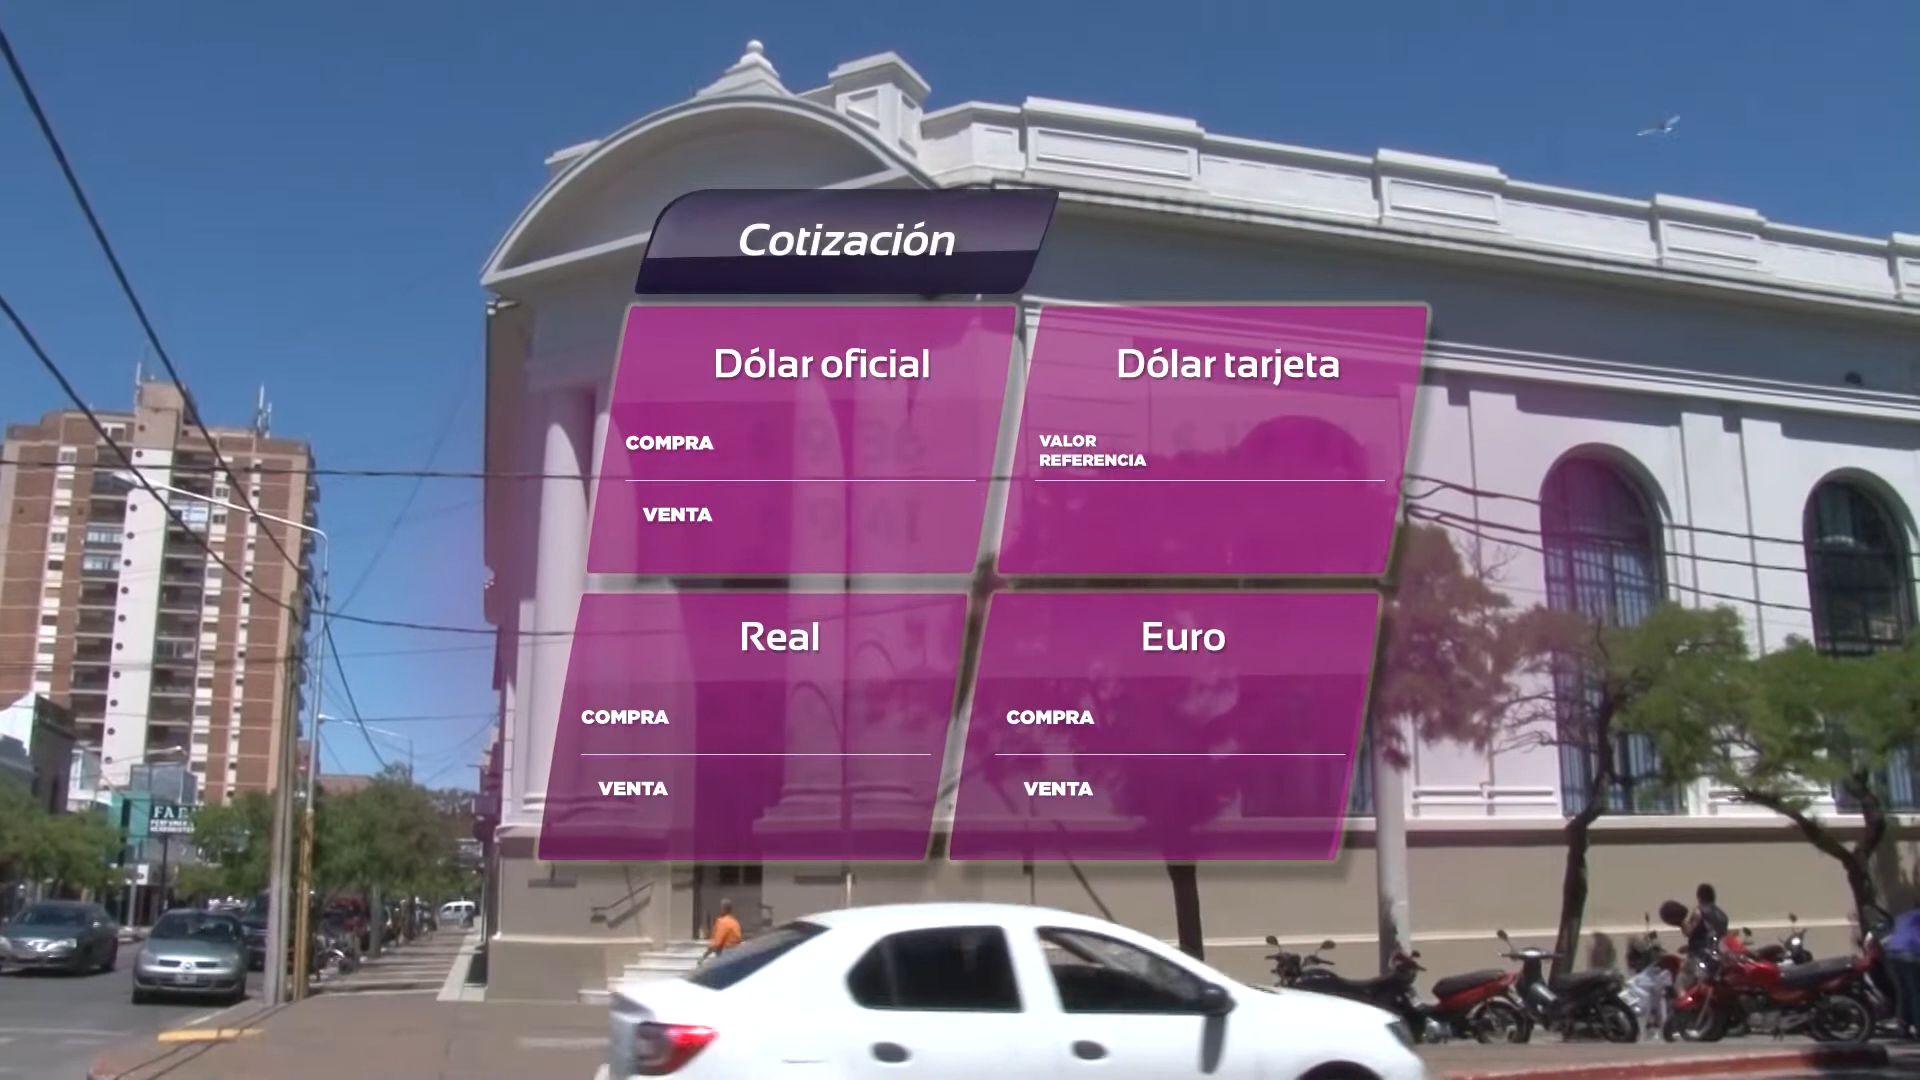 Cotización
Dólar oficial
COMPRA
VENTA
Dólar tarjeta
VALOR
REFERENCIA
Real
COMPRA
VENTA
Euro
COMPRA
VENTA